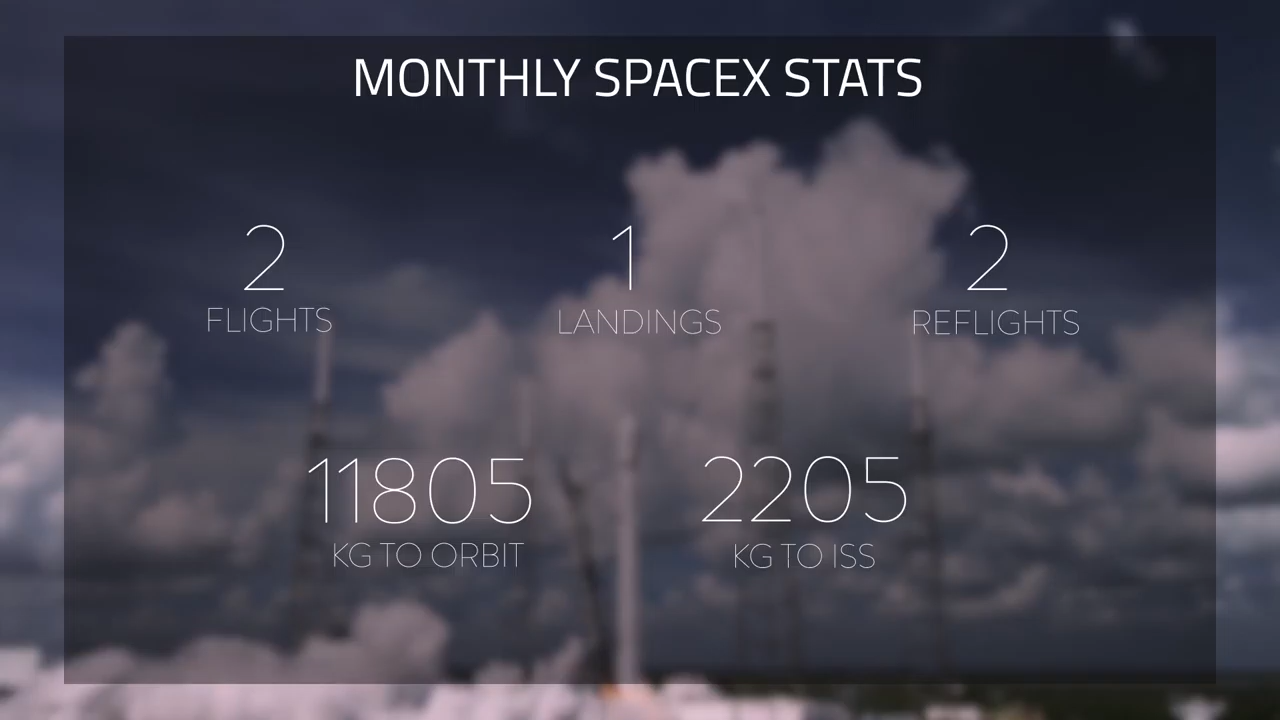 MONTHLY SPACEX STATS
2 1 2
FLIGHTS LANDINGS REFLIGHTS
11805 2205
KG TO ORBIT KG TO ISS